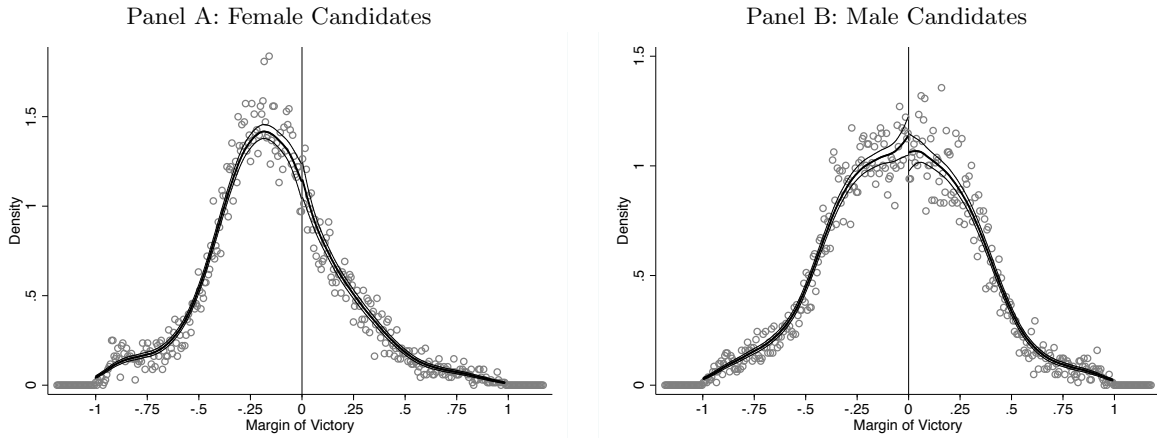 Panel A: Female Candidates
1.5
1
.5
0
Density
-1 -.75 -.5 -.25 0 .25 .5 .75 1
Margin of Victory
Panel B: Male Candidates
1.5
1
.5
0
Density
-1 -.75 -.5 -.25 0 .25 .5 .75 1
Margin of Victory